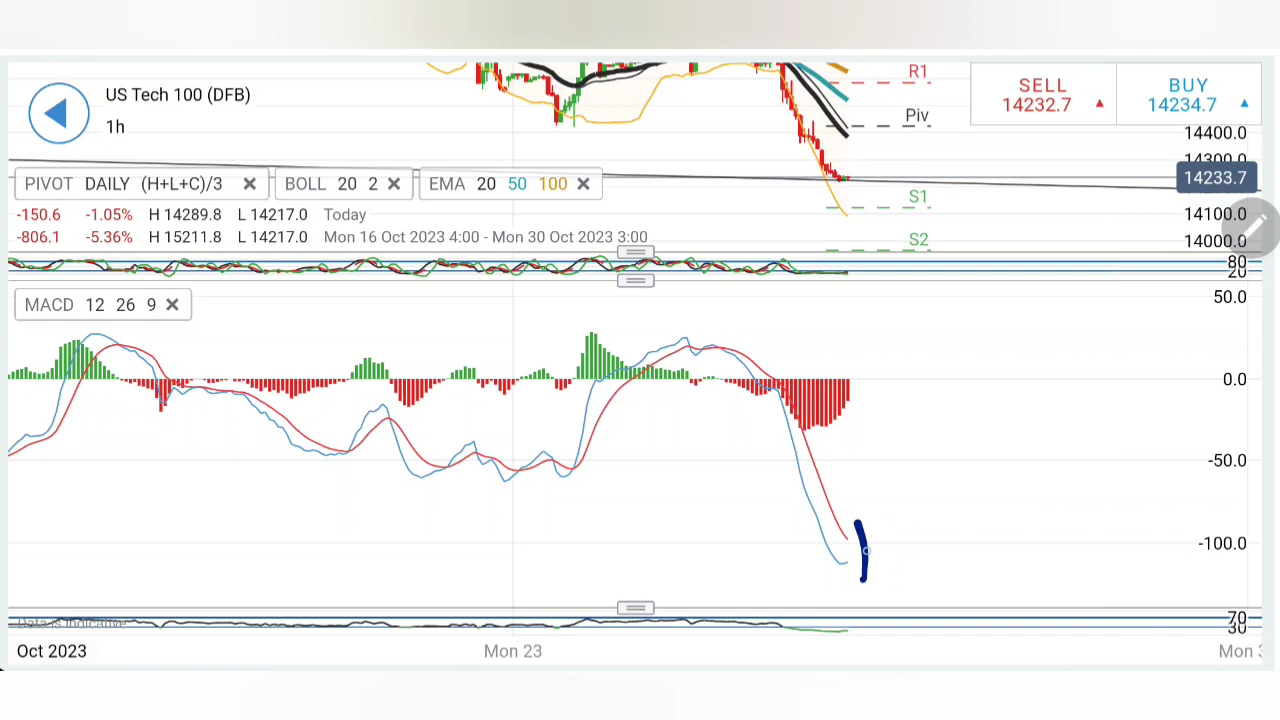 US Tech 100 (DFB)
1h
R1
Piv
SELL
14232.7
BUY
14234.7
14400.0
14300.0
PIVOT DAILY (H+L+C)/3
BOLL 20 2
EMA 20 50 100
14233.7
-150.6 -1.05% H 14289.8 L 14217.0 Today
S1
14100.0
-806.1 -5.36% H 15211.8 L 14217.0 Mon 16 Oct 2023 4:00 - Mon 30 Oct 2023 3:00
S2
14000.0
80
20
MACD 12 26 9
50.0
0.0
-50.0
-100.0
Data is indicative
70
30
Oct 2023
Mon 23
Mon